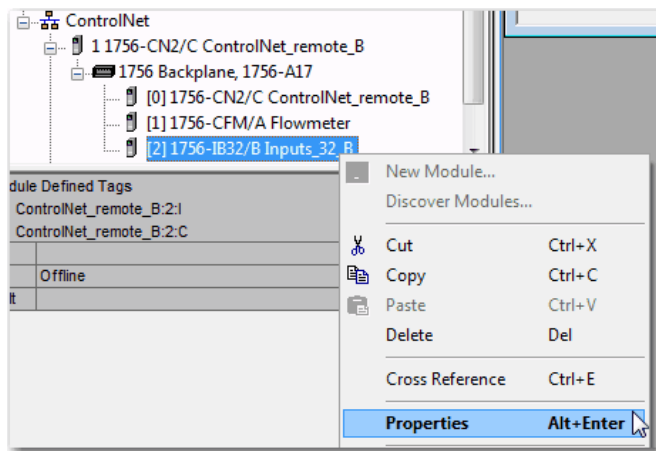 ControlNet
1 1756-CN2/C ControlNet_remote_B
1756 Backplane, 1756-A17
[0] 1756-CN2/C ControlNet_remote_B
[1] 1756-CFM/A Flowmeter
[2] 1756-IB32/B Inputs_32_B
dule Defined Tags
ControlNet_remote_B:2:I
ControlNet_remote_B:2:C
Offline
lt
New Module...
Discover Modules...
Cut Ctrl+X
Copy Ctrl+C
Paste Ctrl+V
Delete Del
Cross Reference Ctrl+E
Properties Alt+Enter